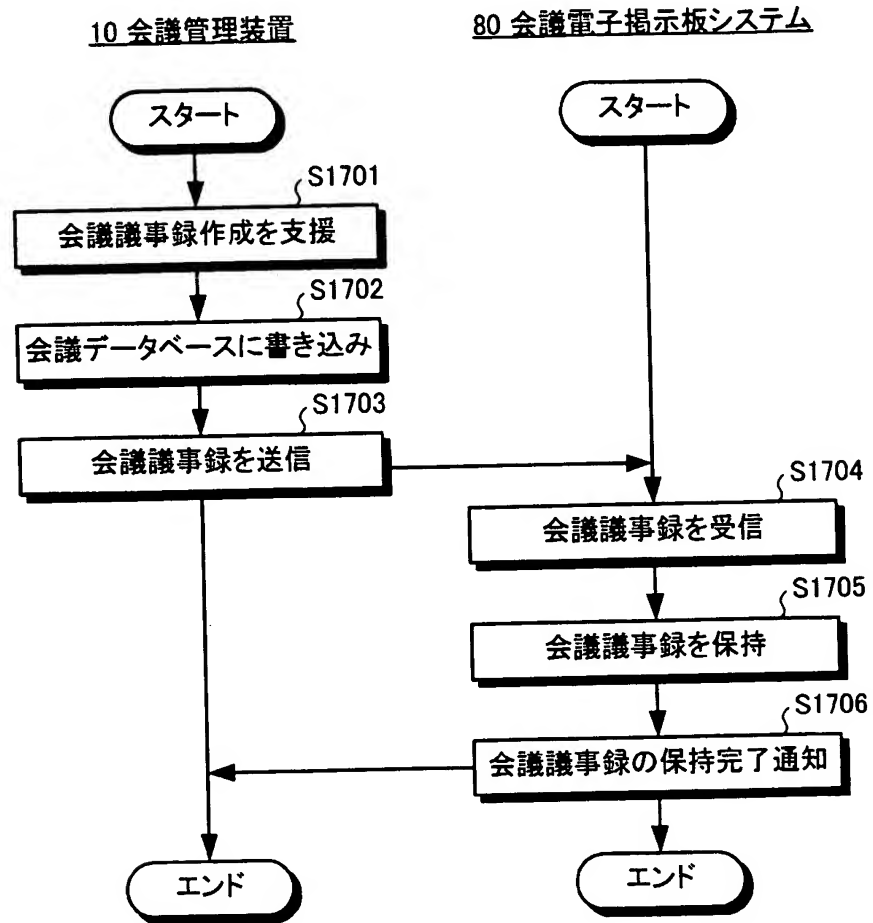 10 会議管理装置
80 会議電子掲示板システム
スタート
スタート
S1701
会議議事録作成を支援
S1702
会議データベースに書き込み
S1703
会議議事録を送信
S1704
会議議事録を受信
S1705
会議議事録を保持
S1706
会議議事録の保持完了通知
エンド
エンド